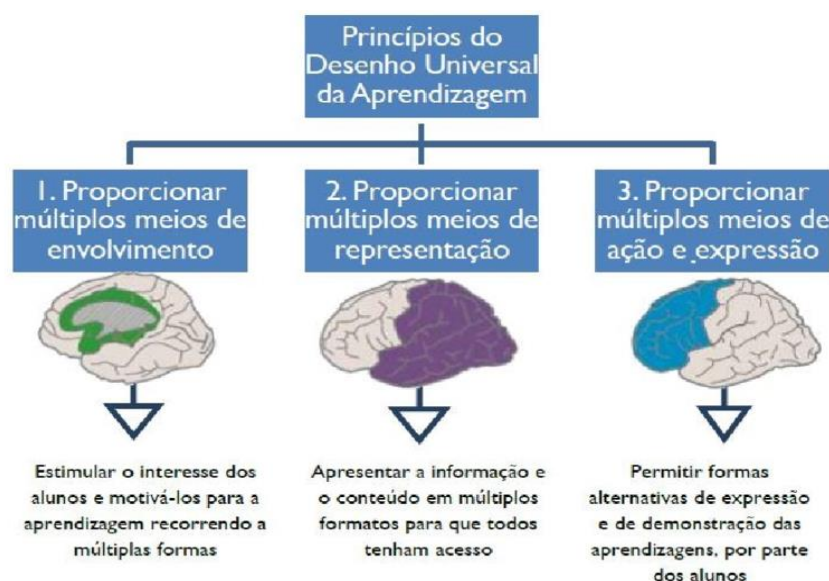 Princípios do
Desenho Universal
da Aprendizagem
1. Proporcionar
múltiplos meios de
envolvimento
2. Proporcionar
múltiplos meios de
representação
3. Proporcionar
múltiplos meios de
ação e expressão
Estimular o interesse dos
alunos e motivá-los para a
aprendizagem recorrendo a
múltiplas formas
Apresentar a informação e
o conteúdo em múltiplos
formatos para que todos
tenham acesso
Permitir formas
alternativas de expressão
e de demonstração das
aprendizagens, por parte
dos alunos